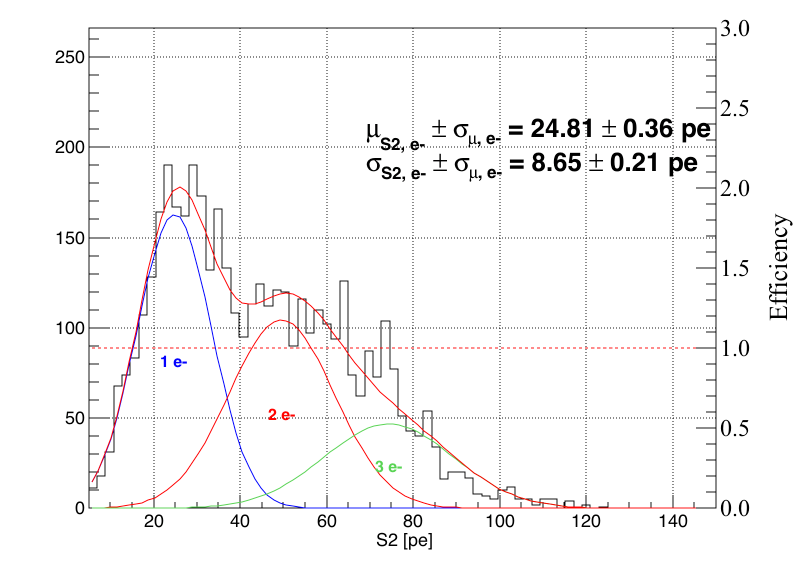 3.0
250
2.5
μS2, e- ± σμ, e- = 24.81 ± 0.36 pe
200
σS2, e- ± σμ, e- = 8.65 ± 0.21 pe
2.0
150
1.5
Efficiency
100
1.0
1 e-
50
2 e-
0.5
3 e-
0
0.0
20 40 60 80 100 120 140
S2 [pe]